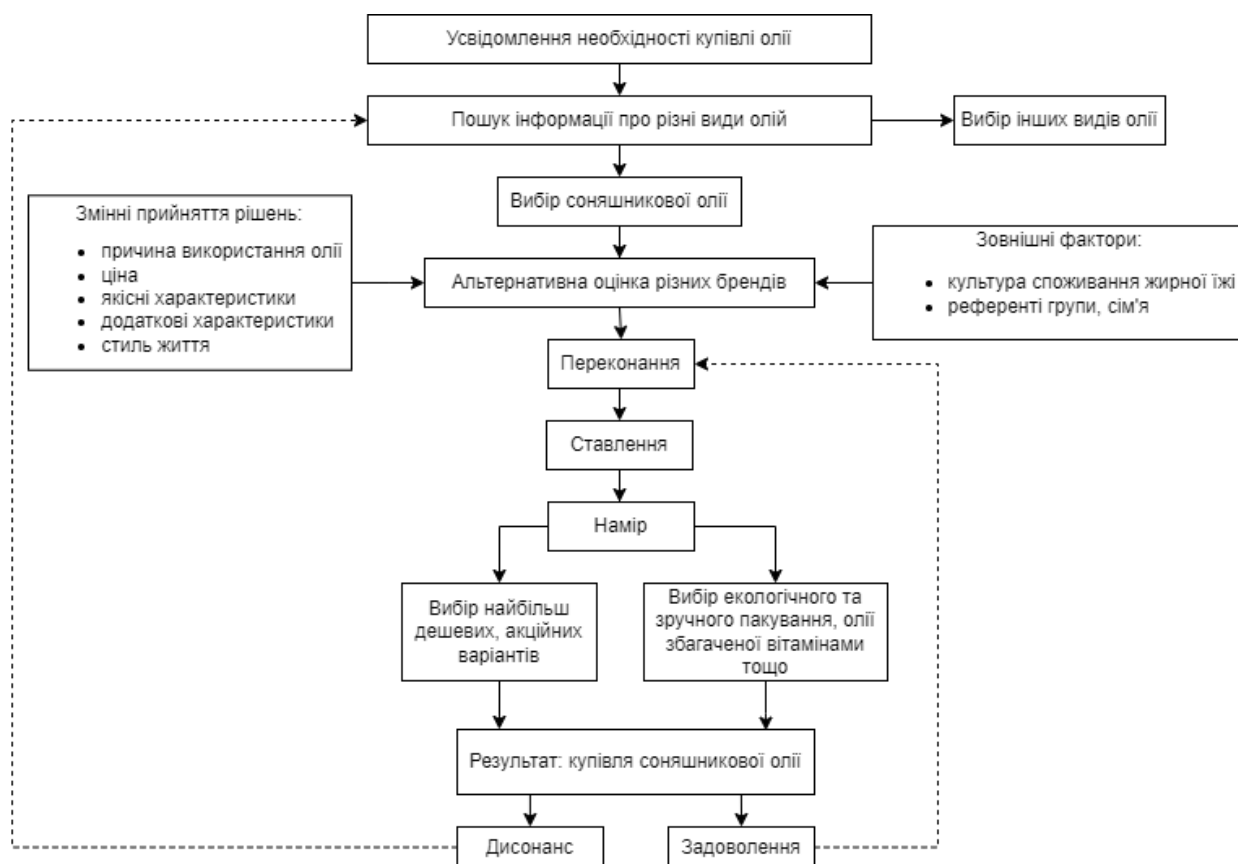 Усвідомлення необхідності купівлі олії
Пошук інформації про різні види олій
Вибір інших видів олії
Вибір соняшникової олії
Змінні прийняття рішень:
причина використання олії
ціна
якісні характеристики
додаткові характеристики
стиль життя
Альтернативна оцінка різних брендів
Зовнішні фактори:
культура споживання жирної їжі
референті групи, сім'я
Переконання
Ставлення
Намір
Вибір найбільш
дешевих, акційних
варіантів
Вибір екологічного та
зручного пакування, олії
збагаченої вітамінами
тощо
Результат: купівля соняшникової олії
Дисонанс
Задоволення